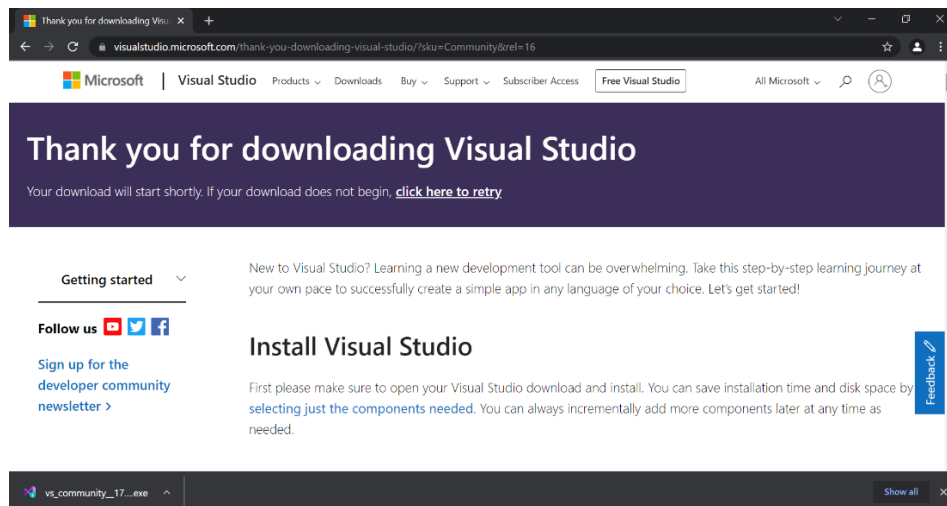 Thank you for downloading Visu
visualstudio.microsoft.com/thank-you-downloading-visual-studio/?sku=Community&rel=16
Microsoft | Visual Studio Products Downloads Buy Support Subscriber Access Free Visual Studio All Microsoft
Thank you for downloading Visual Studio
Your download will start shortly. If your download does not begin, click here to retry
Getting started
Follow us
Sign up for the
developer community
newsletter >
New to Visual Studio? Learning a new development tool can be overwhelming. Take this step-by-step learning journey at
your own pace to successfully create a simple app in any language of your choice. Let's get started!
Install Visual Studio
First please make sure to open your Visual Studio download and install. You can save installation time and disk space by
selecting just the components needed. You can always incrementally add more components later at any time as
needed.
Feedback
vs_community__17....exe
Show all